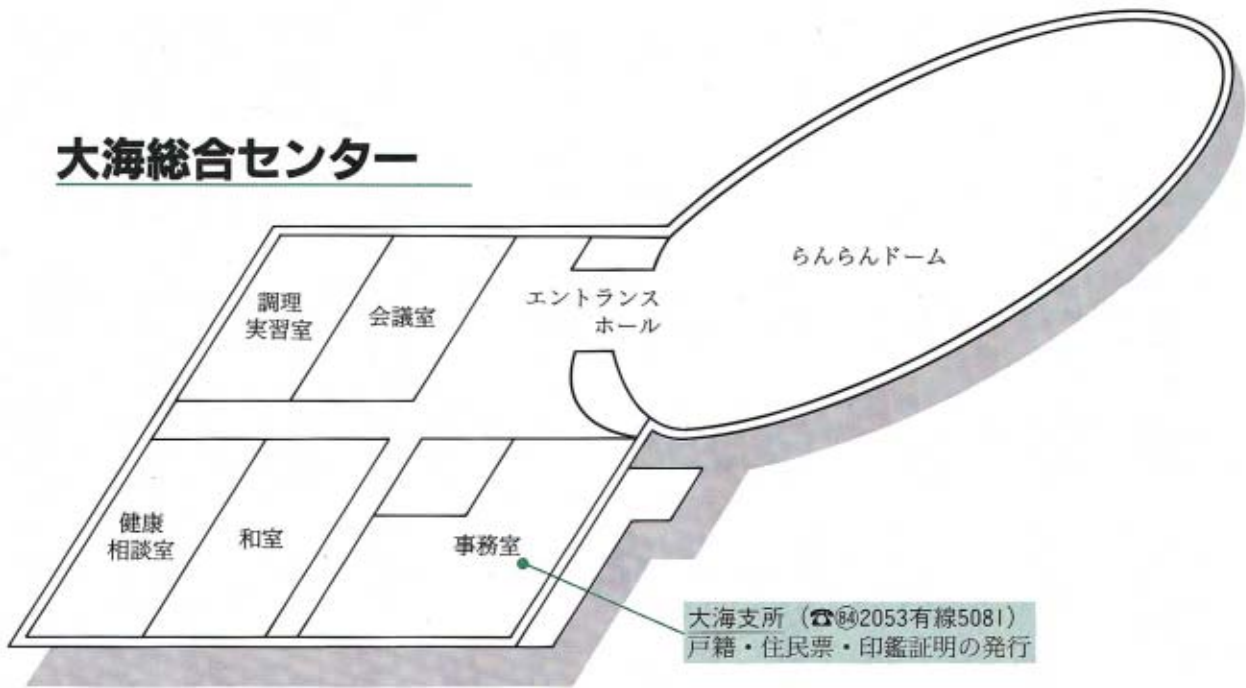 大海総合センター
らんらんドーム
エントランス
ホール
調理
実習室
会議室
健康
相談室
和室
事務室
大海支所（☎㊽2053有線5081）
戸籍・住民票・印鑑証明の発行